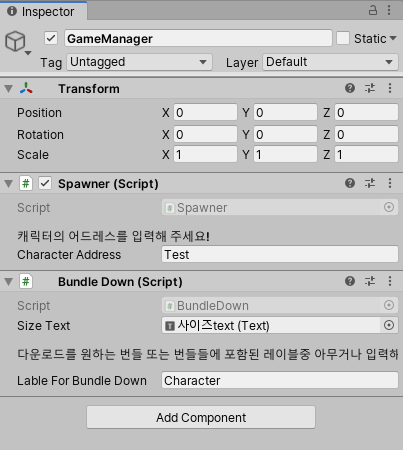 Inspector
GameManager
Static
Tag Untagged Layer Default
Transform
Position X 0 Y 0 Z 0
Rotation X 0 Y 0 Z 0
Scale X 1 Y 1 Z 1
Spawner (Script)
Script Spawner
캐릭터의 어드레스를 입력해 주세요!
Character Address Test
Bundle Down (Script)
Script BundleDown
Size Text 사이즈text (Text)
다운로드를 원하는 번들 또는 번들들에 포함된 레이블중 아무거나 입력해
Lable For Bundle Down Character
Add Component